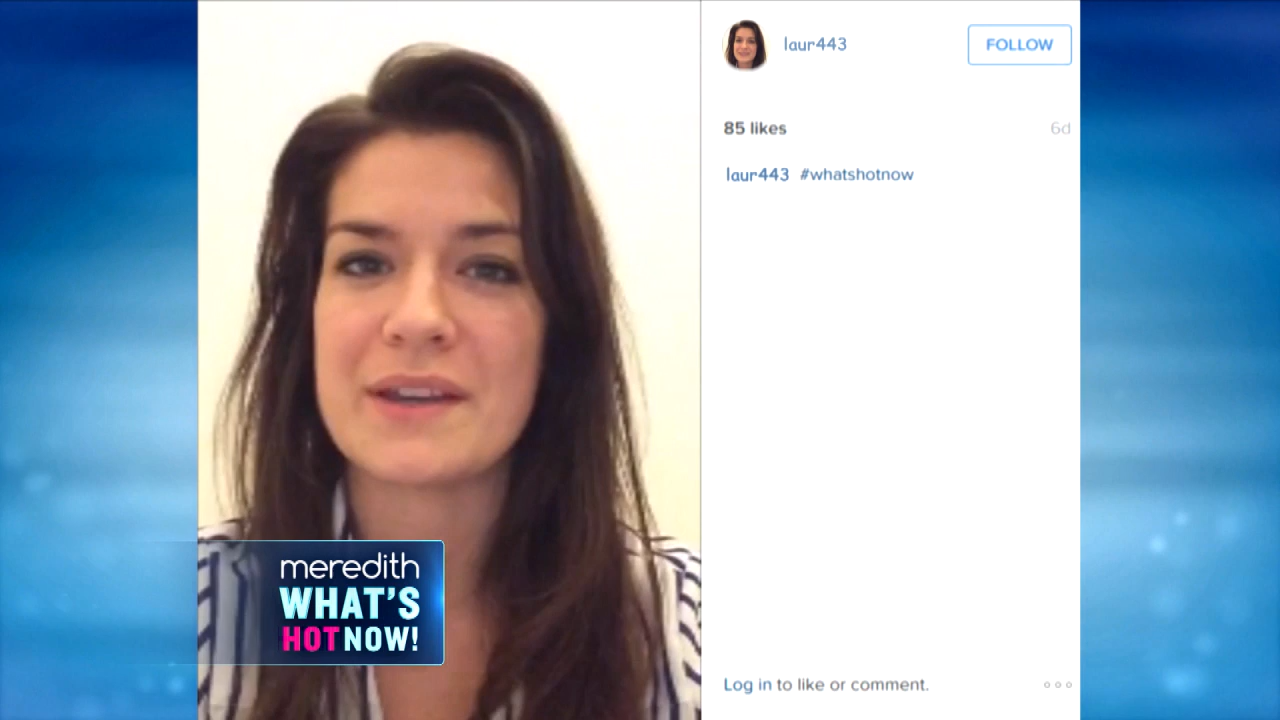 laur443
FOLLOW
85 likes
6d
laur443 #whatshotnow
meredith
WHAT'S
HOT NOW!
Log in to like or comment.